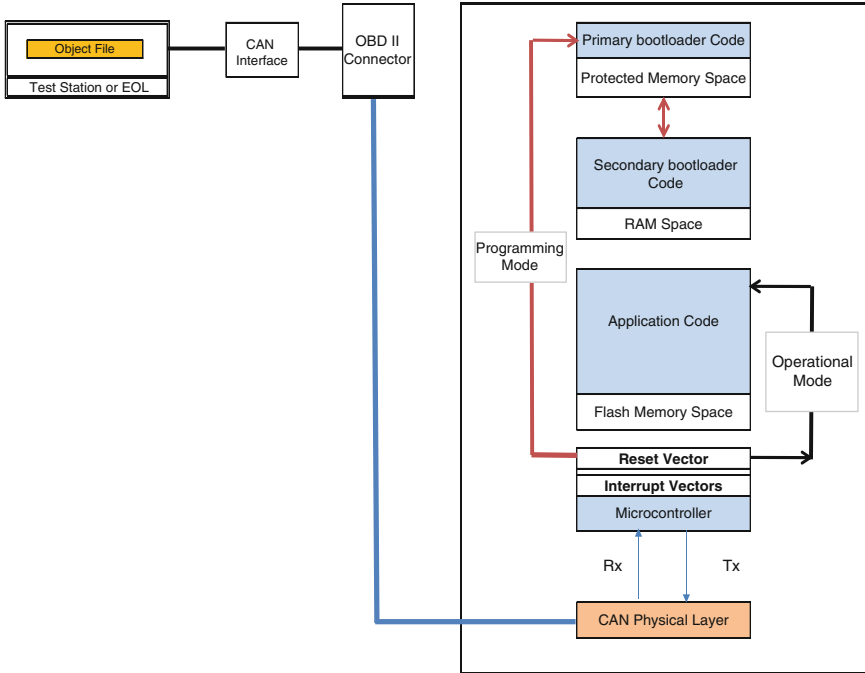 Object File
Test Station or EOL
CAN
Interface
OBD II
Connector
Primary bootloader Code
Protected Memory Space
Secondary bootloader
Code
RAM Space
Programming
Mode
Application Code
Flash Memory Space
Operational
Mode
Reset Vector
Interrupt Vectors
Microcontroller
Rx
Tx
CAN Physical Layer